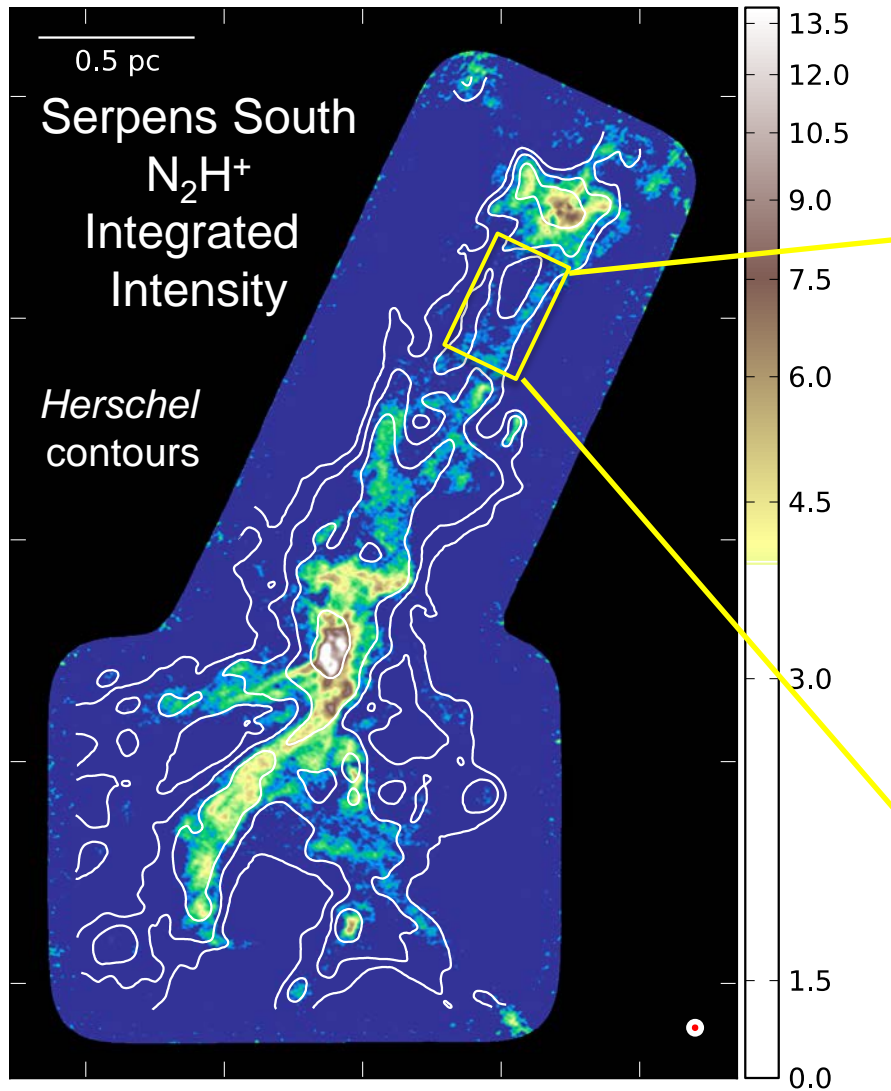 0.5 pc
Serpens South
N₂H⁺
Integrated
Intensity
Herschel
contours
13.5
12.0
10.5
9.0
7.5
6.0
4.5
3.0
1.5
0.0